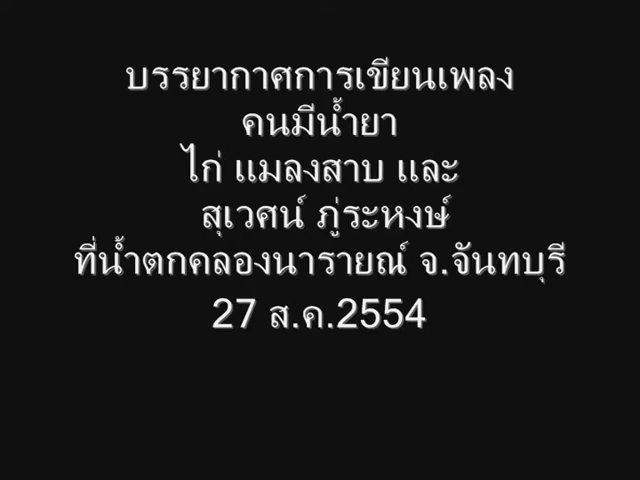 บรรยากาศการเขียนเพลง
คนมีน้ำยา
ไก่ แมลงสาบ และ
สุเวศน์ ภู่ระหงษ์
ที่น้ำตกคลองนารายณ์ จ.จันทบุรี
27 ส.ค.2554